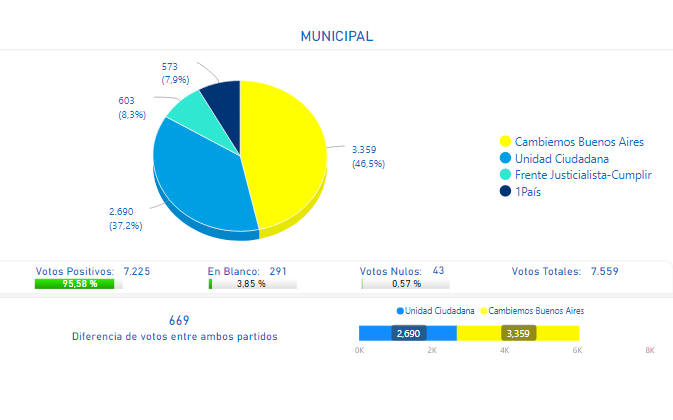 MUNICIPAL
573
(7,9%)
603
(8,3%)
3.359
(46,5%)
2.690
(37,2%)
Cambiemos Buenos Aires
Unidad Ciudadana
Frente Justicialista-Cumplir
1País
Votos Positivos: 7.225
95,58 %
En Blanco: 291
3,85 %
Votos Nulos: 43
0,57 %
Votos Totales: 7.559
669
Diferencia de votos entre ambos partidos
Unidad Ciudadana Cambiemos Buenos Aires
2,690 3,359
0K 2K 4K 6K 8K